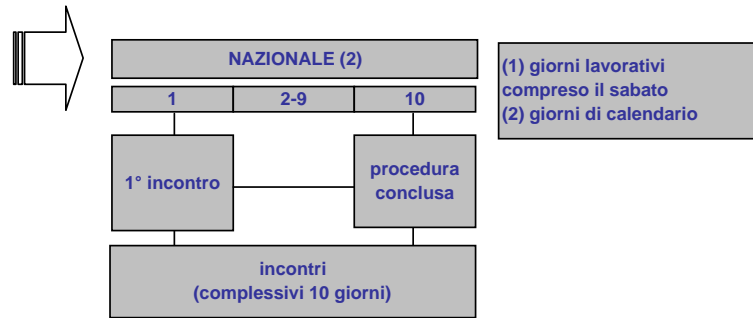 NAZIONALE (2)
1
2-9
10
1° incontro
procedura
conclusa
incontri
(complessivi 10 giorni)
(1) giorni lavorativi
compreso il sabato
(2) giorni di calendario